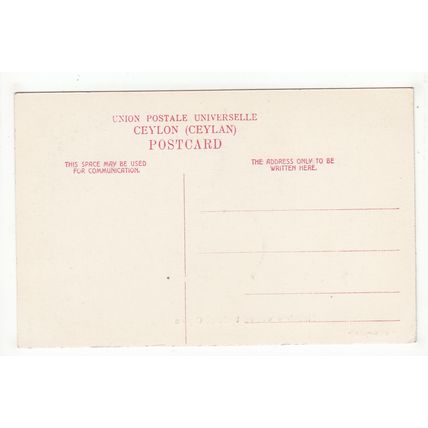 UNION POSTALE UNIVERSELLE
CEYLON (CEYLAN)
POSTCARD
THIS SPACE MAY BE USED
FOR COMMUNICATION.
THE ADDRESS ONLY TO BE
WRITTEN HERE.